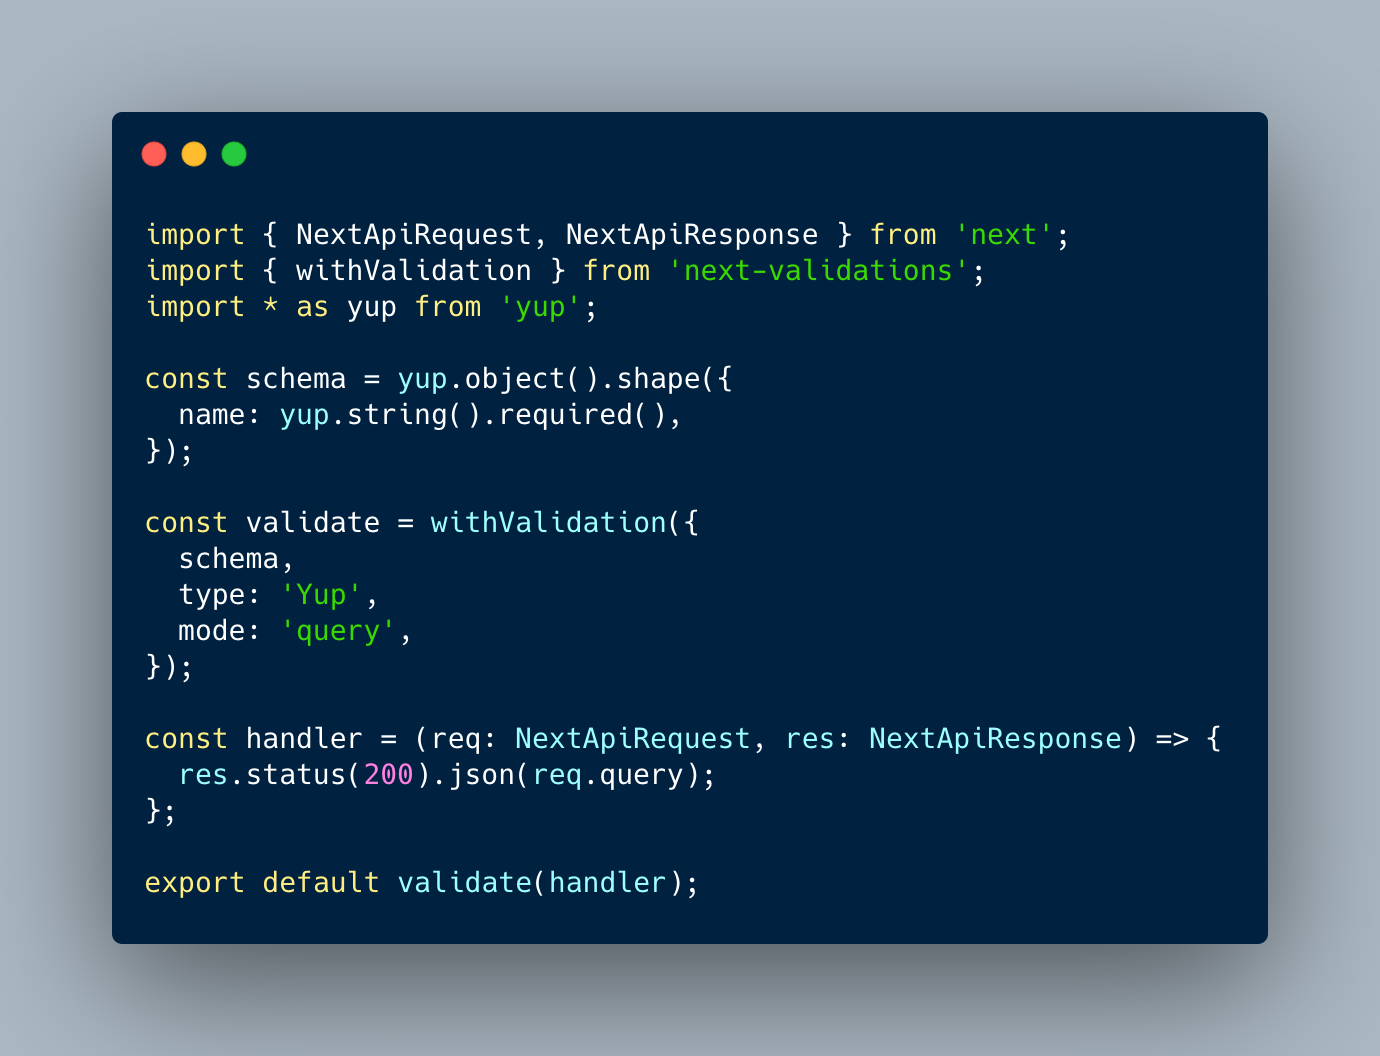 import { NextApiRequest, NextApiResponse } from 'next';
import { withValidation } from 'next-validations';
import * as yup from 'yup';

const schema = yup.object().shape({
  name: yup.string().required(),
});

const validate = withValidation({
  schema,
  type: 'Yup',
  mode: 'query',
});

const handler = (req: NextApiRequest, res: NextApiResponse) => {
  res.status(200).json(req.query);
};

export default validate(handler);